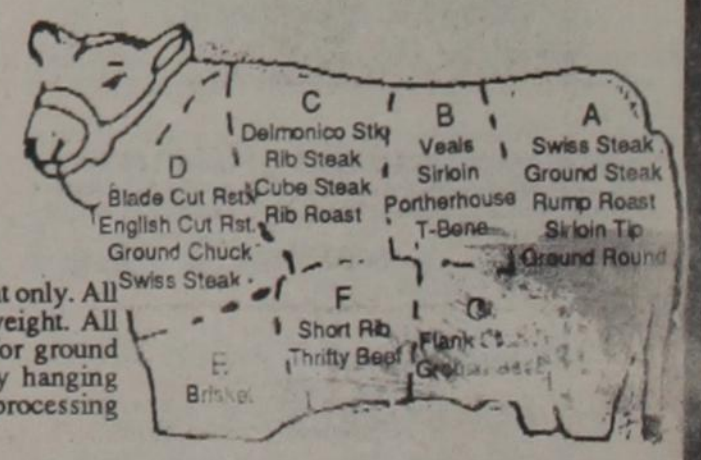 C
Delmonico Stk
Rib Steak
Cube Steak
Rib Roast
B
Veals
Sirloin
Portherhouse
T-Bone
A
Swiss Steak
Ground Steak
Rump Roast
Sirloin Tip
Ground Round
D
Blade Cut Rst.
English Cut Rst.
Ground Chuck
Swiss Steak
F
Short Rib
Thrifty Beef
Flank
E
Brisket
only. All
weight. All
or ground
hanging
processing